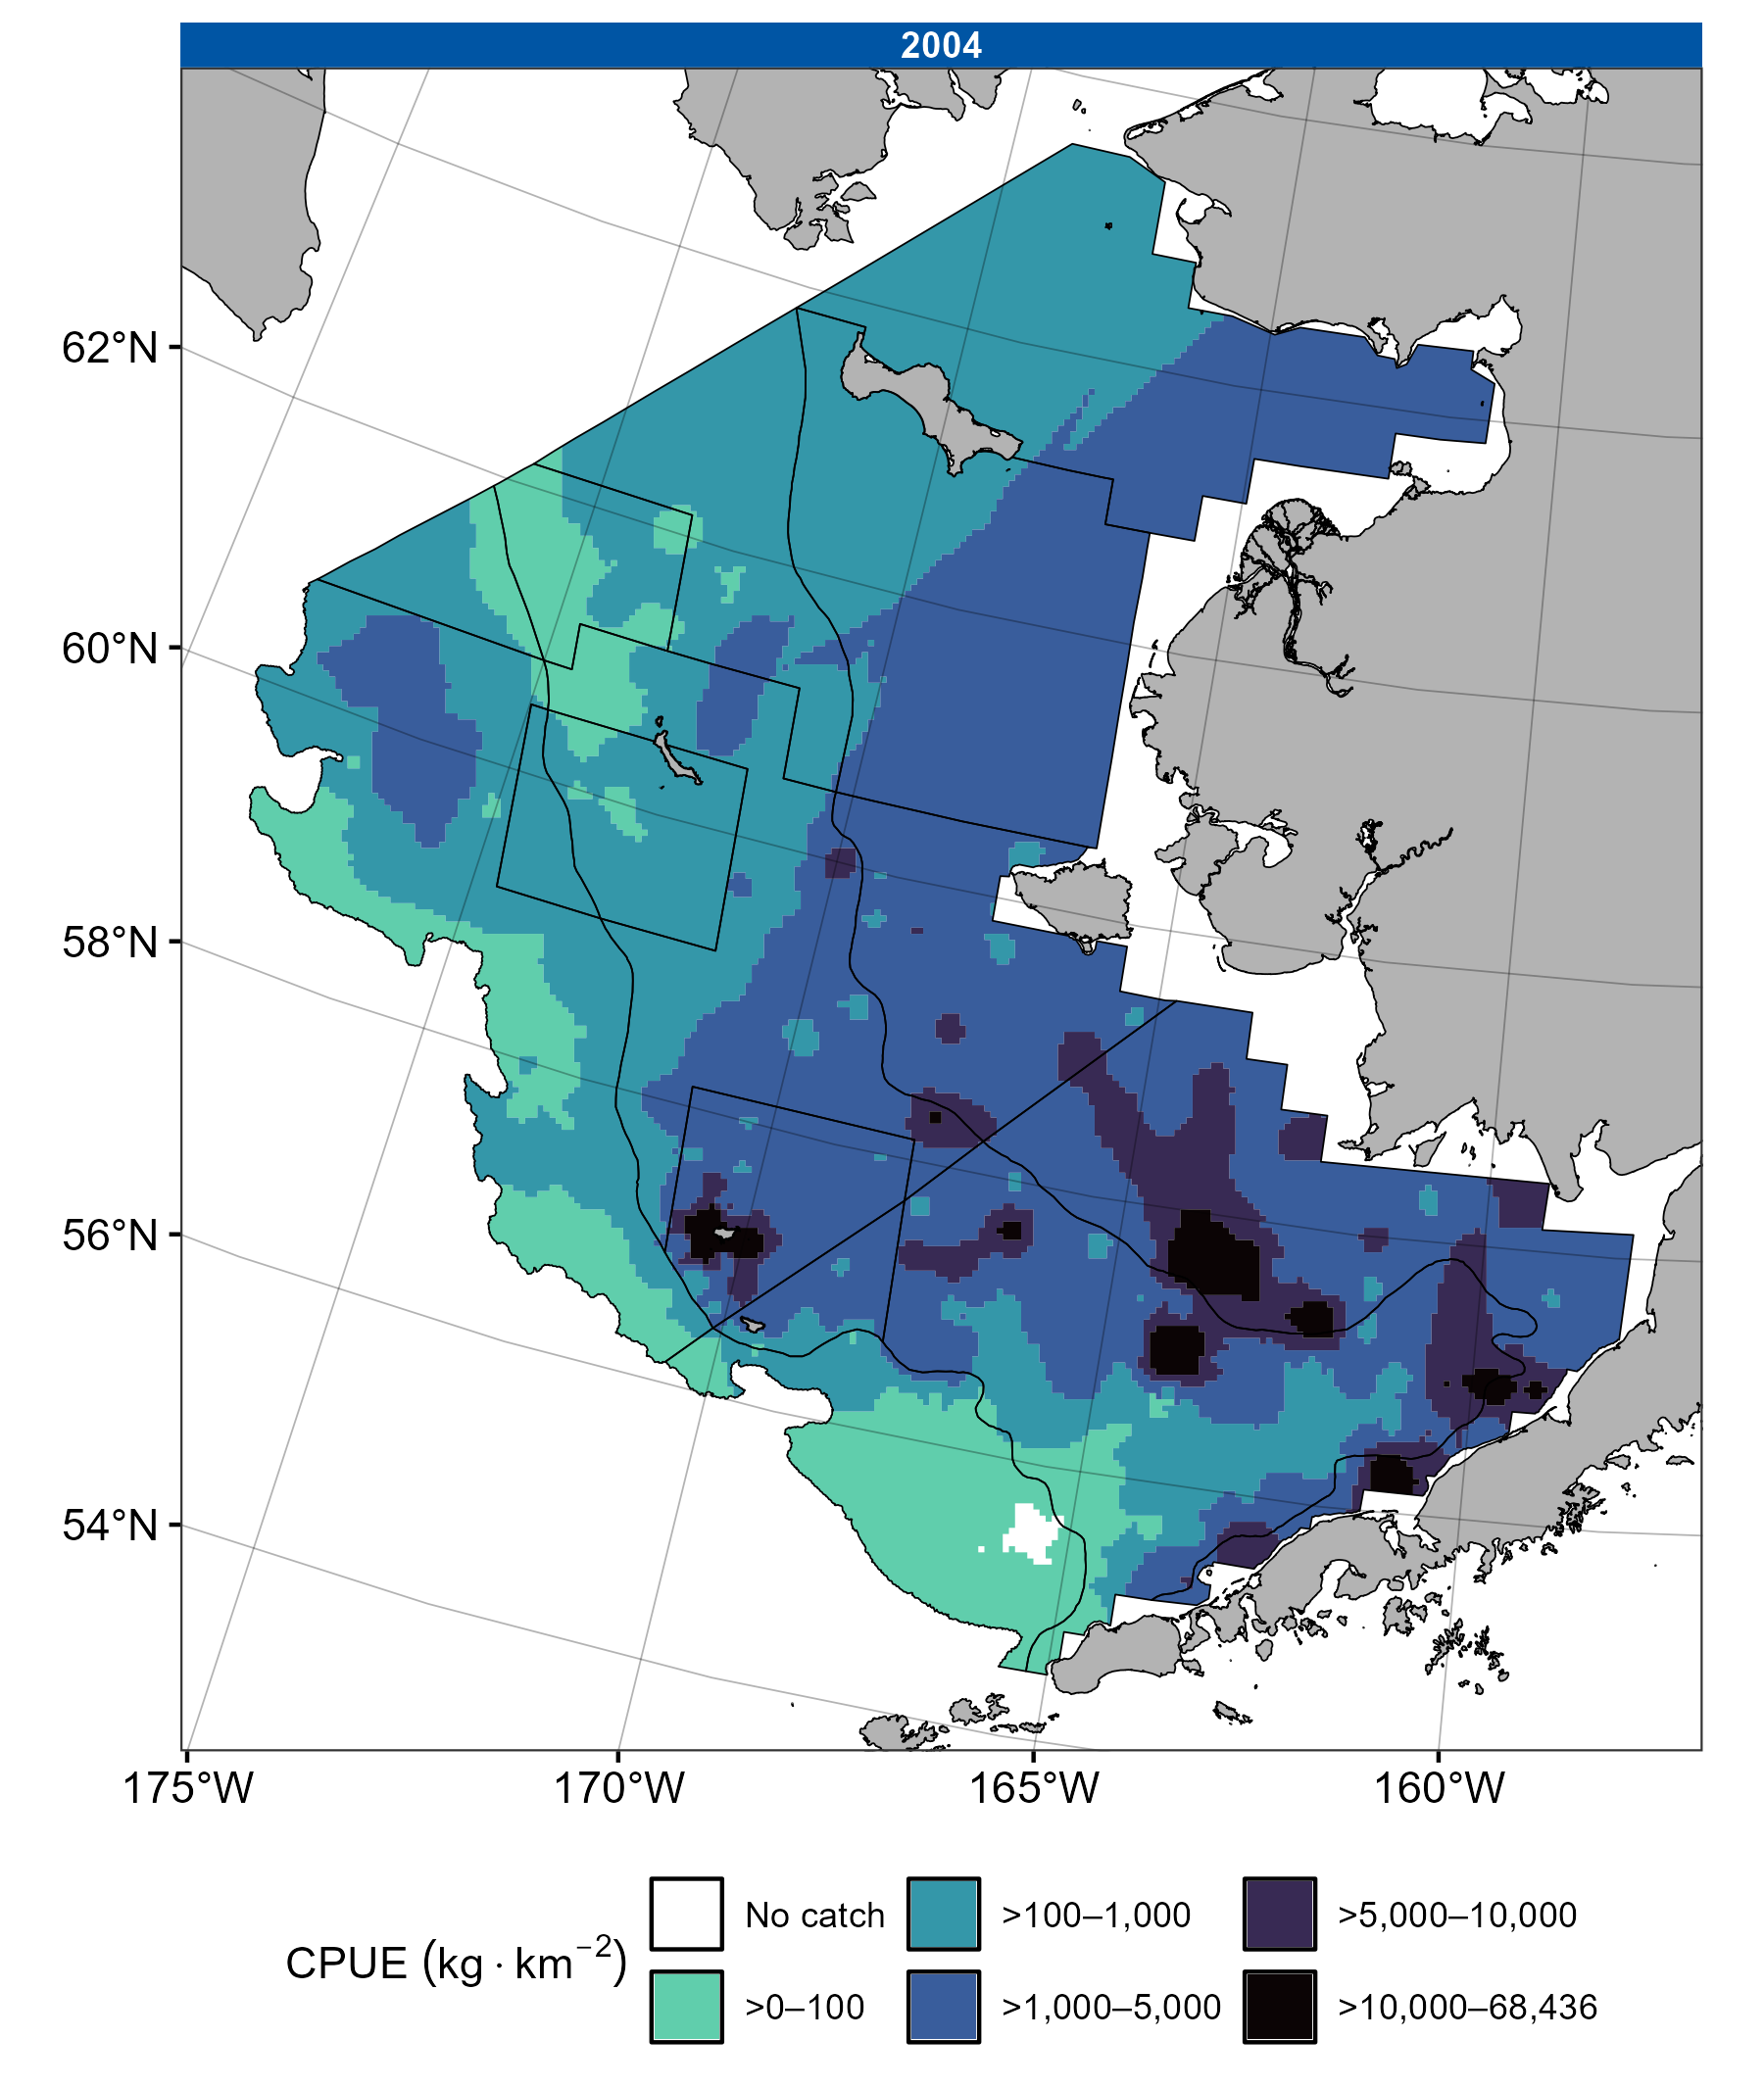 2004
62°N
60°N
58°N
56°N
54°N
175°W 170°W 165°W 160°W
CPUE (kg · km⁻²)
No catch >100–1,000 >5,000–10,000
>0–100 >1,000–5,000 >10,000–68,436